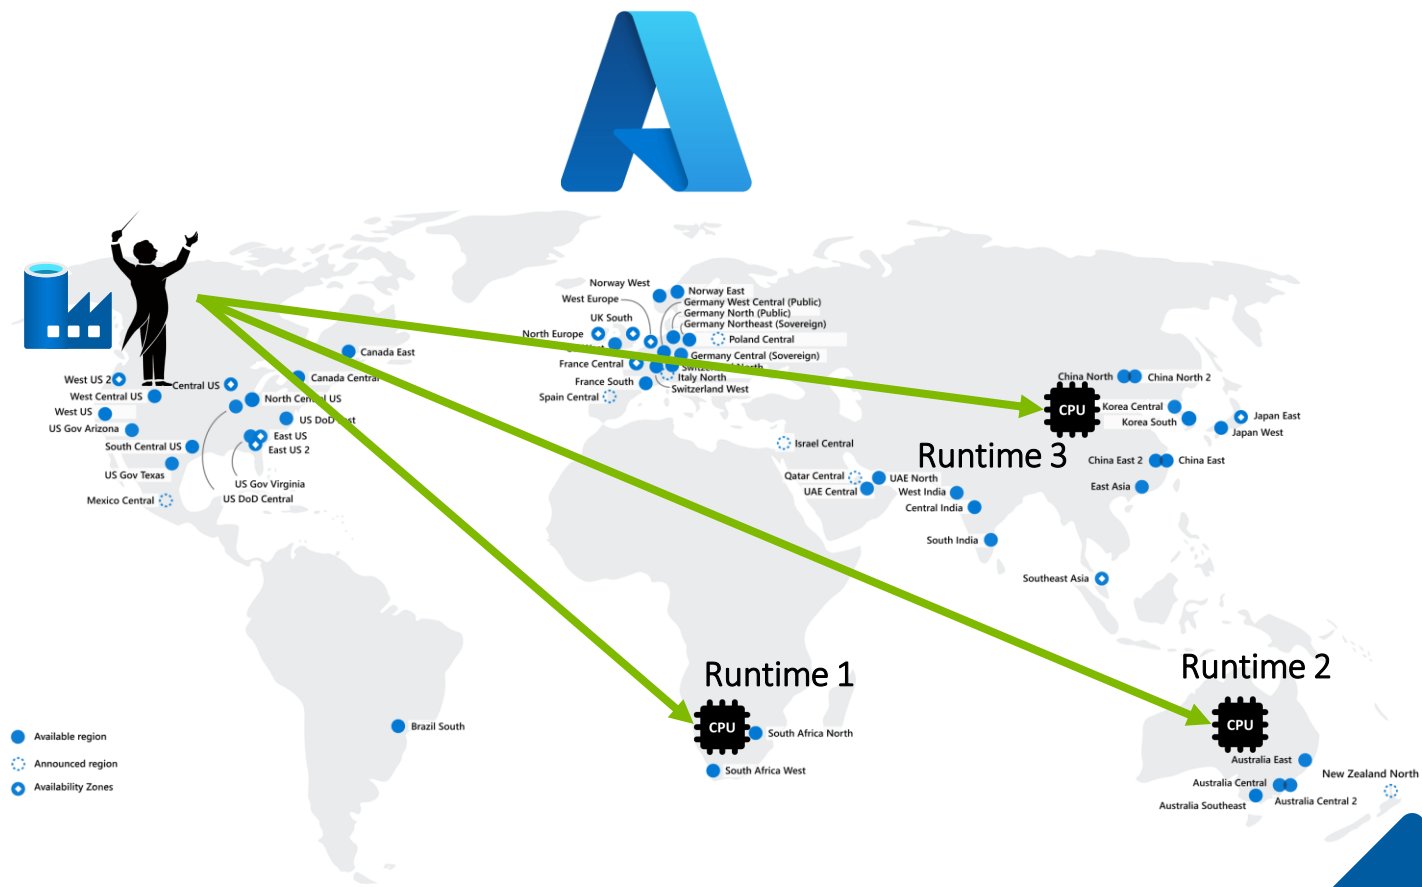 Norway West
Norway East
West Europe
Germany West Central (Public)
Germany North (Public)
UK South
Germany Northeast (Sovereign)
North Europe
Poland Central
Germany Central (Sovereign)
France Central
Italy North
France South
Switzerland West
Spain Central
Canada East
Canada Central
West US 2
Central US
West Central US
North Central US
West US
US DoD East
US Gov Arizona
East US
South Central US
East US 2
US Gov Texas
US Gov Virginia
Mexico Central
US DoD Central
China North
China North 2
CPU
Korea Central
Korea South
Japan East
Japan West
Runtime 3
Israel Central
China East 2
China East
Qatar Central
UAE North
UAE Central
West India
East Asia
Central India
South India
Southeast Asia
Runtime 1
Runtime 2
CPU
CPU
Brazil South
South Africa North
South Africa West
Available region
Announced region
Availability Zones
Australia East
New Zealand North
Australia Central
Australia Central 2
Australia Southeast